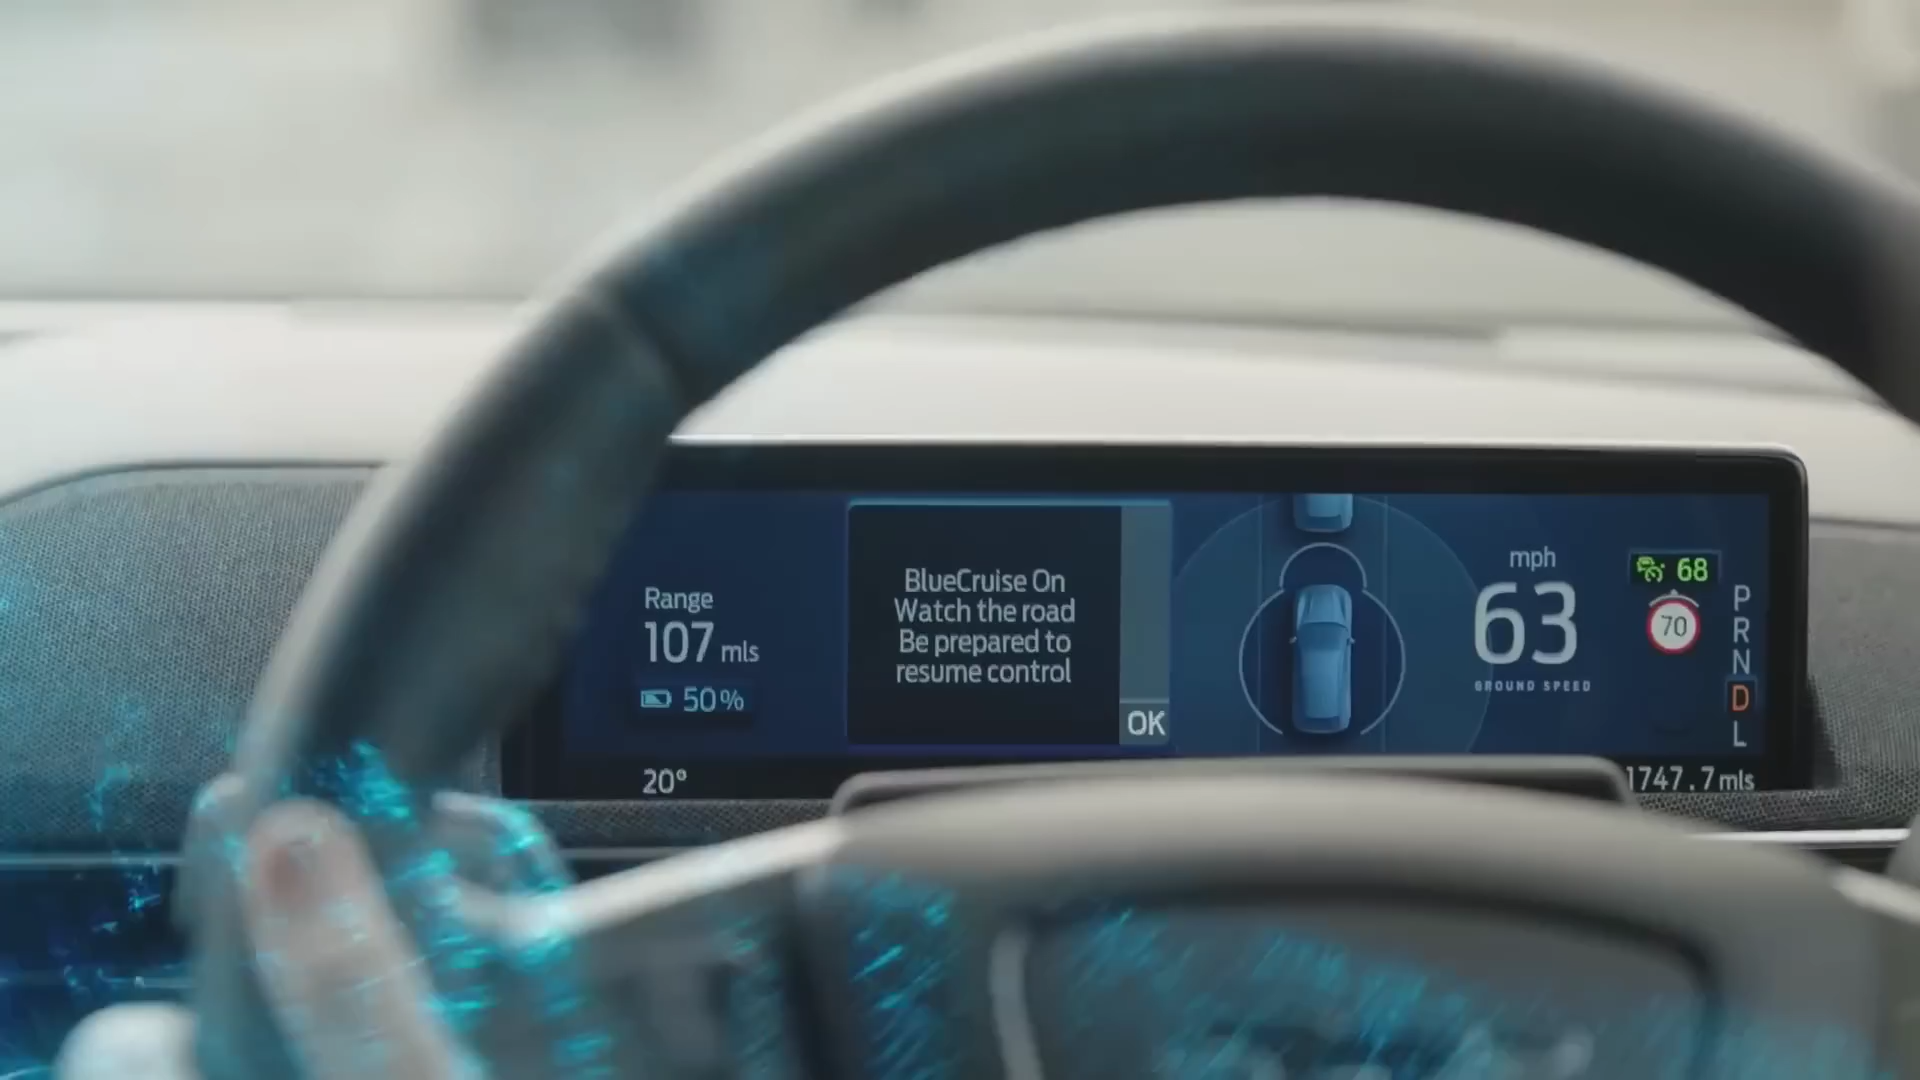 Range
107 mls
50%
20°
BlueCruise On
Watch the road
Be prepared to
resume control
OK
mph
63
GROUND SPEED
68
70
P
R
N
D
L
1747.7 mls